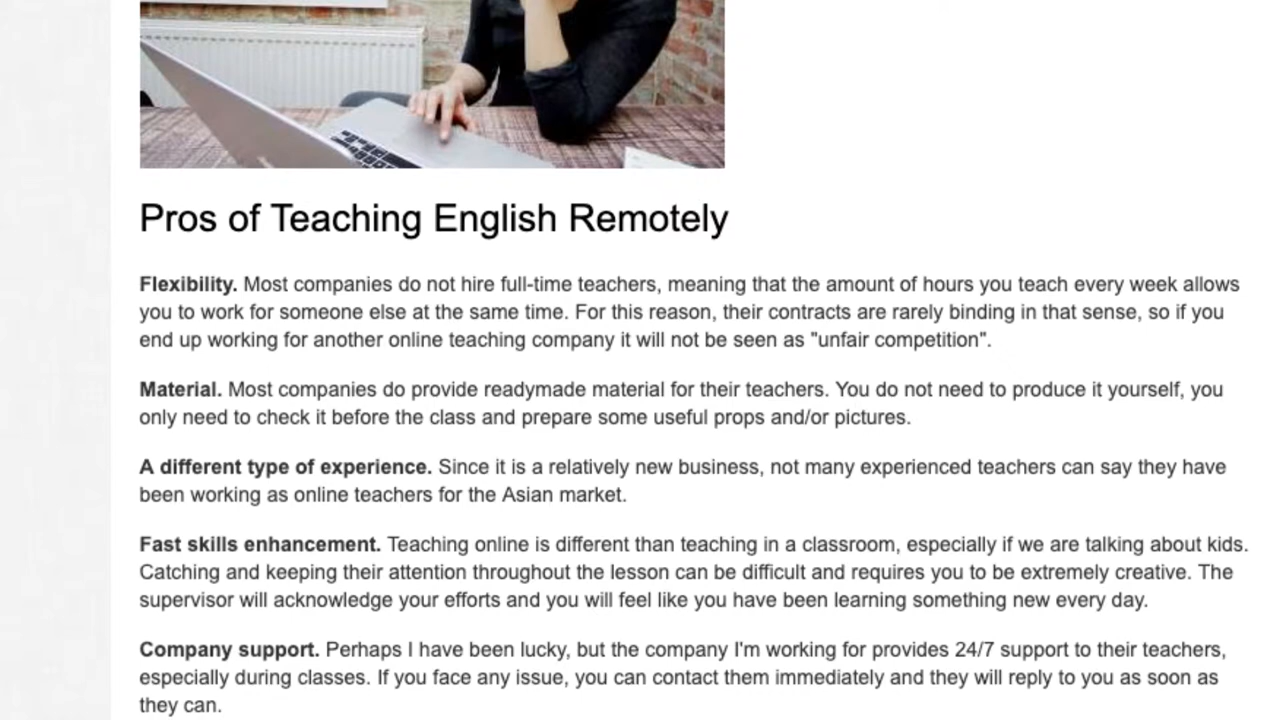 Pros of Teaching English Remotely
Flexibility. Most companies do not hire full-time teachers, meaning that the amount of hours you teach every week allows
you to work for someone else at the same time. For this reason, their contracts are rarely binding in that sense, so if you
end up working for another online teaching company it will not be seen as "unfair competition".
Material. Most companies do provide readymade material for their teachers. You do not need to produce it yourself, you
only need to check it before the class and prepare some useful props and/or pictures.
A different type of experience. Since it is a relatively new business, not many experienced teachers can say they have
been working as online teachers for the Asian market.
Fast skills enhancement. Teaching online is different than teaching in a classroom, especially if we are talking about kids.
Catching and keeping their attention throughout the lesson can be difficult and requires you to be extremely creative. The
supervisor will acknowledge your efforts and you will feel like you have been learning something new every day.
Company support. Perhaps I have been lucky, but the company I'm working for provides 24/7 support to their teachers,
especially during classes. If you face any issue, you can contact them immediately and they will reply to you as soon as
they can.